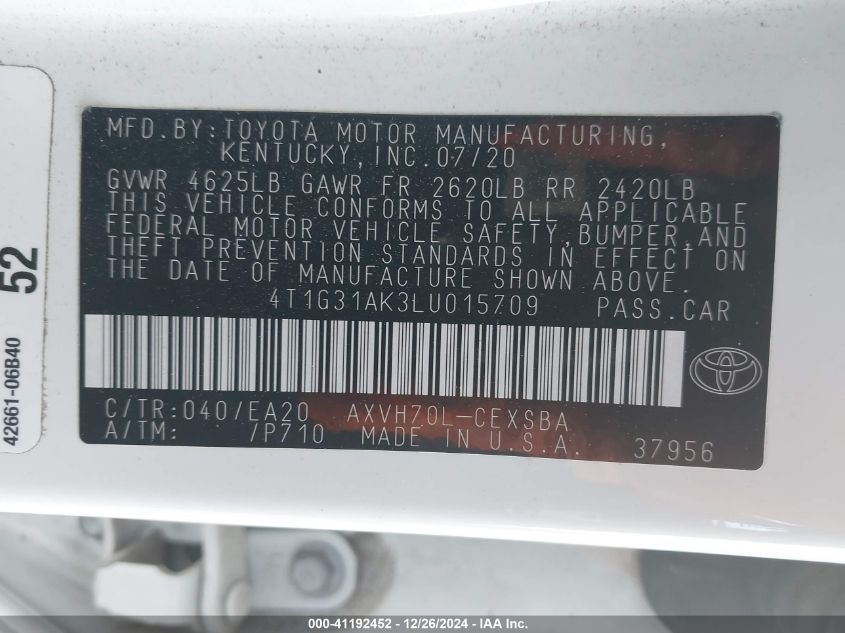 MFD.BY:TOYOTA MOTOR MANUFACTURING,
KENTUCKY,INC.07/20
GVWR 4625LB GAWR FR 2620LB RR 2420LB
THIS VEHICLE CONFORMS TO ALL APPLICABLE
FEDERAL MOTOR VEHICLE SAFETY,BUMPER,AND
THEFT PREVENTION STANDARDS IN EFFECT ON
THE DATE OF MANUFACTURE SHOWN ABOVE.
4T1G31AK3LU015709 PASS.CAR
C/TR:040/EA20 AXVH70L-CEXSBA
A/TM: /P710 MADE IN U.S.A. 37956
52
42661-06B40
000-41192452 - 12/26/2024 - IAA Inc.